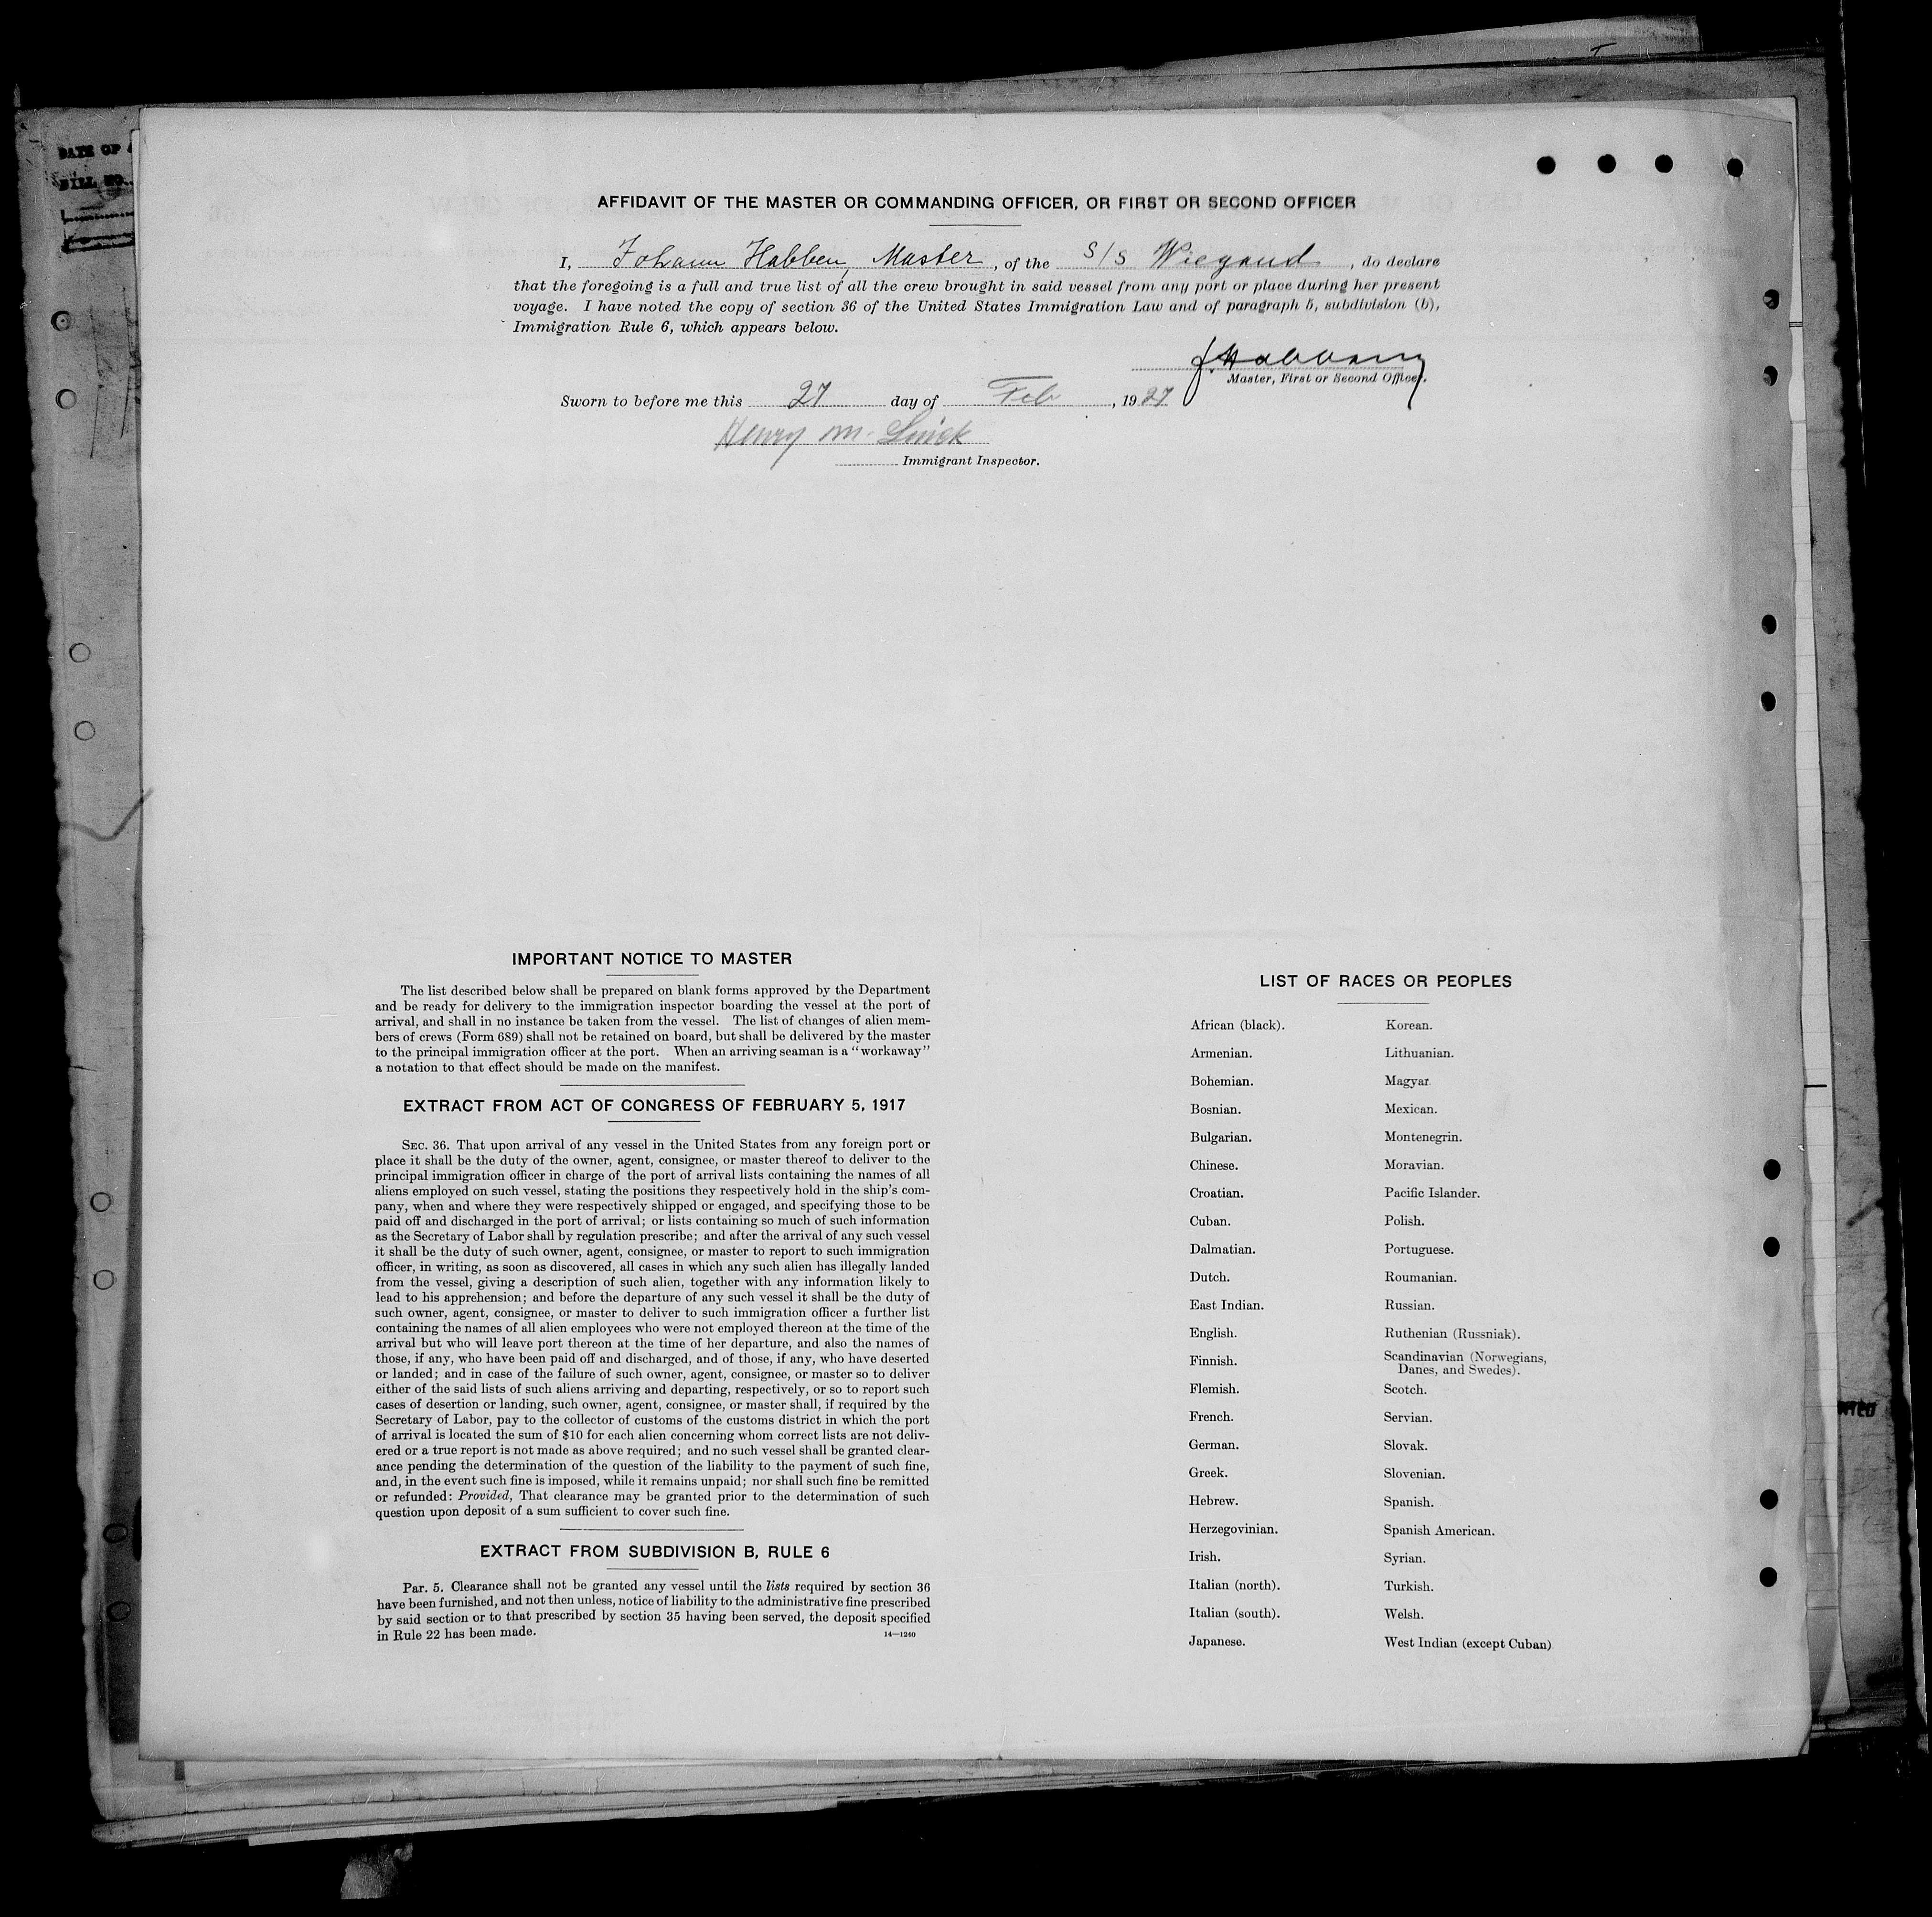 DATE OF
BILL NO.
AFFIDAVIT OF THE MASTER OR COMMANDING OFFICER, OR FIRST OR SECOND OFFICER
I, Johann Habben, Master, of the S/S Wiegand, do declare
that the foregoing is a full and true list of all the crew brought in said vessel from any port or place during her present
voyage. I have noted the copy of section 36 of the United States Immigration Law and of paragraph 5, subdivision (b),
Immigration Rule 6, which appears below.
J. Habben
Master, First or Second Officer.
Sworn to before me this 27 day of Feb, 1927
Henry M.
Immigrant Inspector.
IMPORTANT NOTICE TO MASTER
The list described below shall be prepared on blank forms approved by the Department
and be ready for delivery to the immigration inspector boarding the vessel at the port of
arrival, and shall in no instance be taken from the vessel. The list of changes of alien mem-
bers of crews (Form 689) shall not be retained on board, but shall be delivered by the master
to the principal immigration officer at the port. When an arriving seaman is a "workaway"
a notation to that effect should be made on the manifest.
EXTRACT FROM ACT OF CONGRESS OF FEBRUARY 5, 1917
SEC. 36. That upon arrival of any vessel in the United States from any foreign port or
place it shall be the duty of the owner, agent, consignee, or master thereof to deliver to the
principal immigration officer in charge of the port of arrival lists containing the names of all
aliens employed on such vessel, stating the positions they respectively hold in the ship's com-
pany, when and where they were respectively shipped or engaged, and specifying those to be
paid off and discharged in the port of arrival; or lists containing so much of such information
as the Secretary of Labor shall by regulation prescribe; and after the arrival of any such vessel
it shall be the duty of such owner, agent, consignee, or master to report to such immigration
officer, in writing, as soon as discovered, all cases in which any such alien has illegally landed
from the vessel, giving a description of such alien, together with any information likely to
lead to his apprehension; and before the departure of any such vessel it shall be the duty of
such owner, agent, consignee, or master to deliver to such immigration officer a further list
containing the names of all alien employees who were not employed thereon at the time of the
arrival but who will leave port thereon at the time of her departure, and also the names of
those, if any, who have been paid off and discharged, and of those, if any, who have deserted
or landed; and in case of the failure of such owner, agent, consignee, or master so to deliver
either of the said lists of such aliens arriving and departing, respectively, or so to report such
cases of desertion or landing, such owner, agent, consignee, or master shall, if required by the
Secretary of Labor, pay to the collector of customs of the customs district in which the port
of arrival is located the sum of $10 for each alien concerning whom correct lists are not deliv-
ered or a true report is not made as above required; and no such vessel shall be granted clear-
ance pending the determination of the question of the liability to the payment of such fine,
and, in the event such fine is imposed, while it remains unpaid; nor shall such fine be remitted
or refunded: Provided, That clearance may be granted prior to the determination of such
question upon deposit of a sum sufficient to cover such fine.
EXTRACT FROM SUBDIVISION B, RULE 6
Par. 5. Clearance shall not be granted any vessel until the lists required by section 36
have been furnished, and not then unless, notice of liability to the administrative fine prescribed
by said section or to that prescribed by section 35 having been served, the deposit specified
in Rule 22 has been made.
14—1240
LIST OF RACES OR PEOPLES
African (black).
Armenian.
Bohemian.
Bosnian.
Bulgarian.
Chinese.
Croatian.
Cuban.
Dalmatian.
Dutch.
East Indian.
English.
Finnish.
Flemish.
French.
German.
Greek.
Hebrew.
Herzegovinian.
Irish.
Italian (north).
Italian (south).
Japanese.
Korean.
Lithuanian.
Magyar.
Mexican.
Montenegrin.
Moravian.
Pacific Islander.
Polish.
Portuguese.
Roumanian.
Russian.
Ruthenian (Russniak).
Scandinavian (Norwegians,
Danes, and Swedes).
Scotch.
Servian.
Slovak.
Slovenian.
Spanish.
Spanish American.
Syrian.
Turkish.
Welsh.
West Indian (except Cuban)